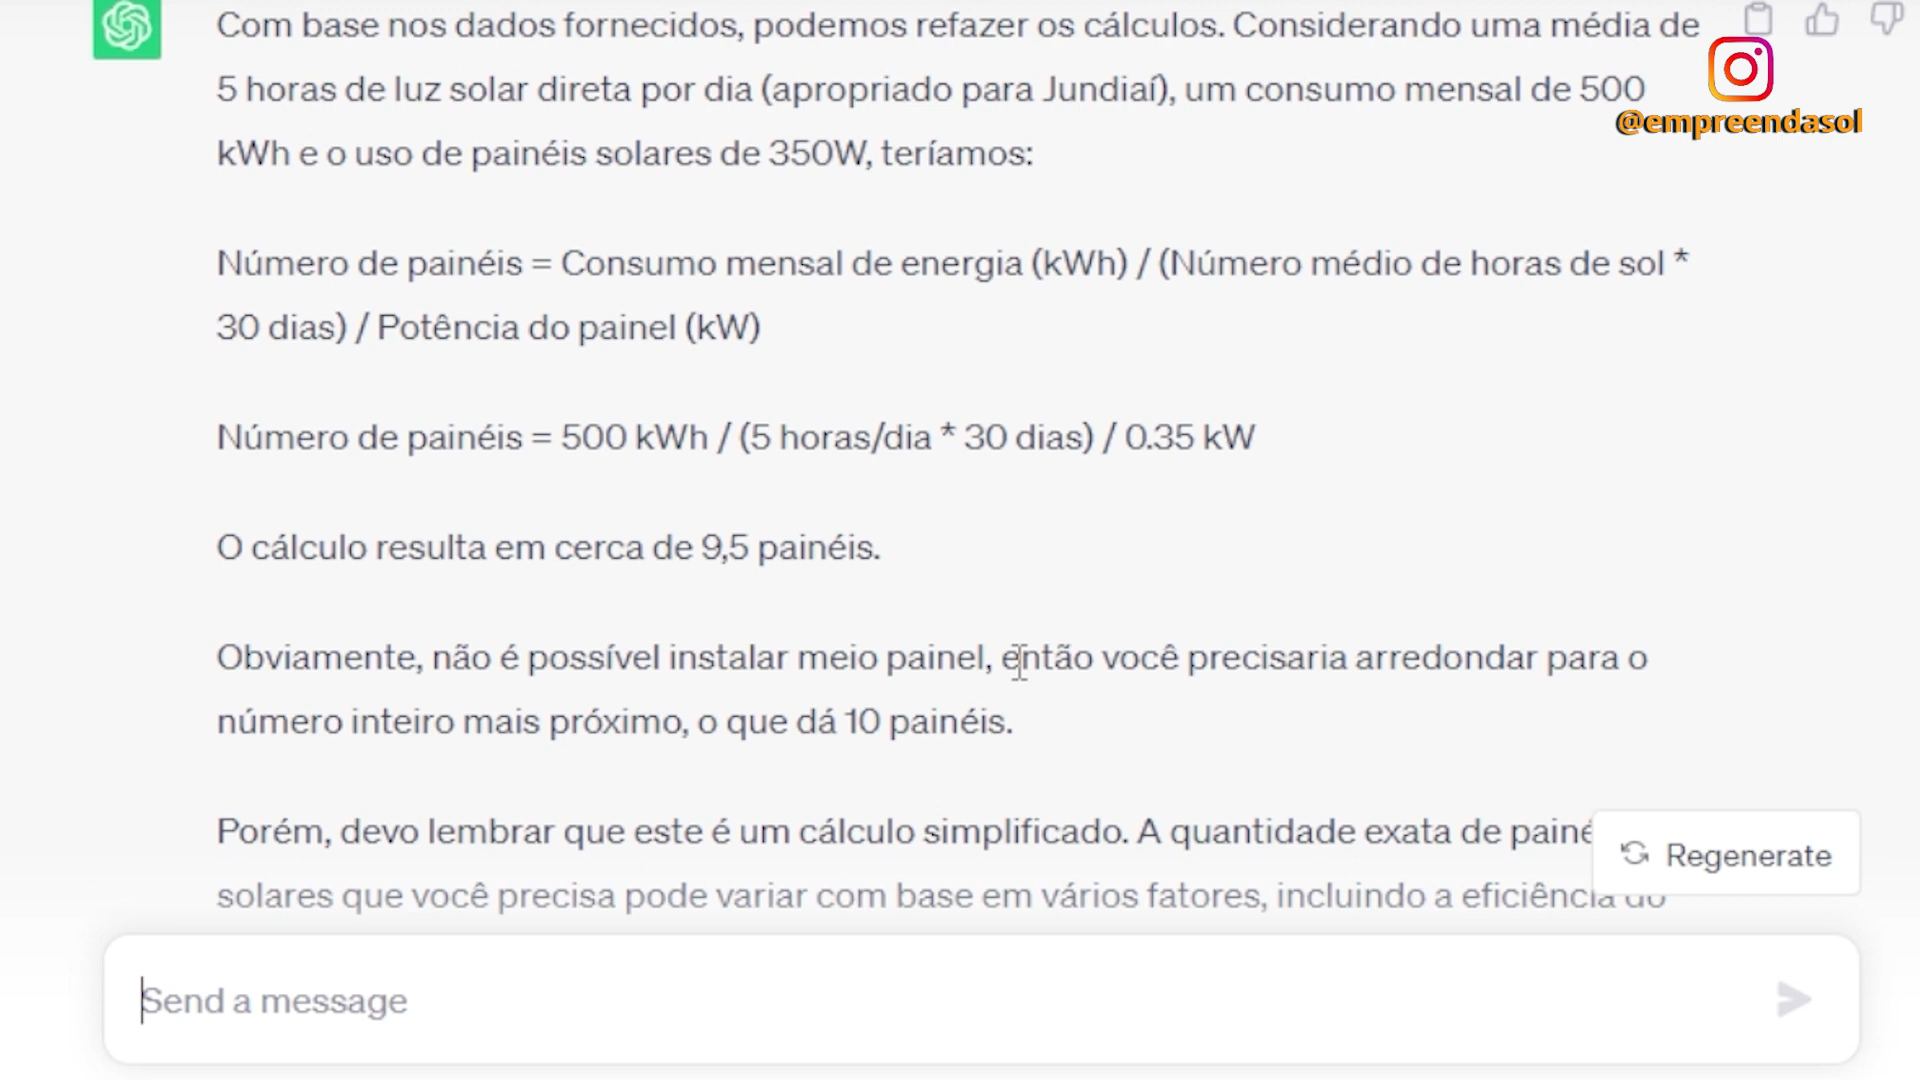 Com base nos dados fornecidos, podemos refazer os cálculos. Considerando uma média de
5 horas de luz solar direta por dia (apropriado para Jundiaí), um consumo mensal de 500
@empreendasol
kWh e o uso de painéis solares de 350W, teríamos:
Número de painéis = Consumo mensal de energia (kWh) / (Número médio de horas de sol *
30 dias) / Potência do painel (kW)
Número de painéis = 500 kWh / (5 horas/dia * 30 dias) / 0.35 kW
O cálculo resulta em cerca de 9,5 painéis.
Obviamente, não é possível instalar meio painel, então você precisaria arredondar para o
número inteiro mais próximo, o que dá 10 painéis.
Porém, devo lembrar que este é um cálculo simplificado. A quantidade exata de painé
Regenerate
solares que você precisa pode variar com base em vários fatores, incluindo a eficiência do
Send a message